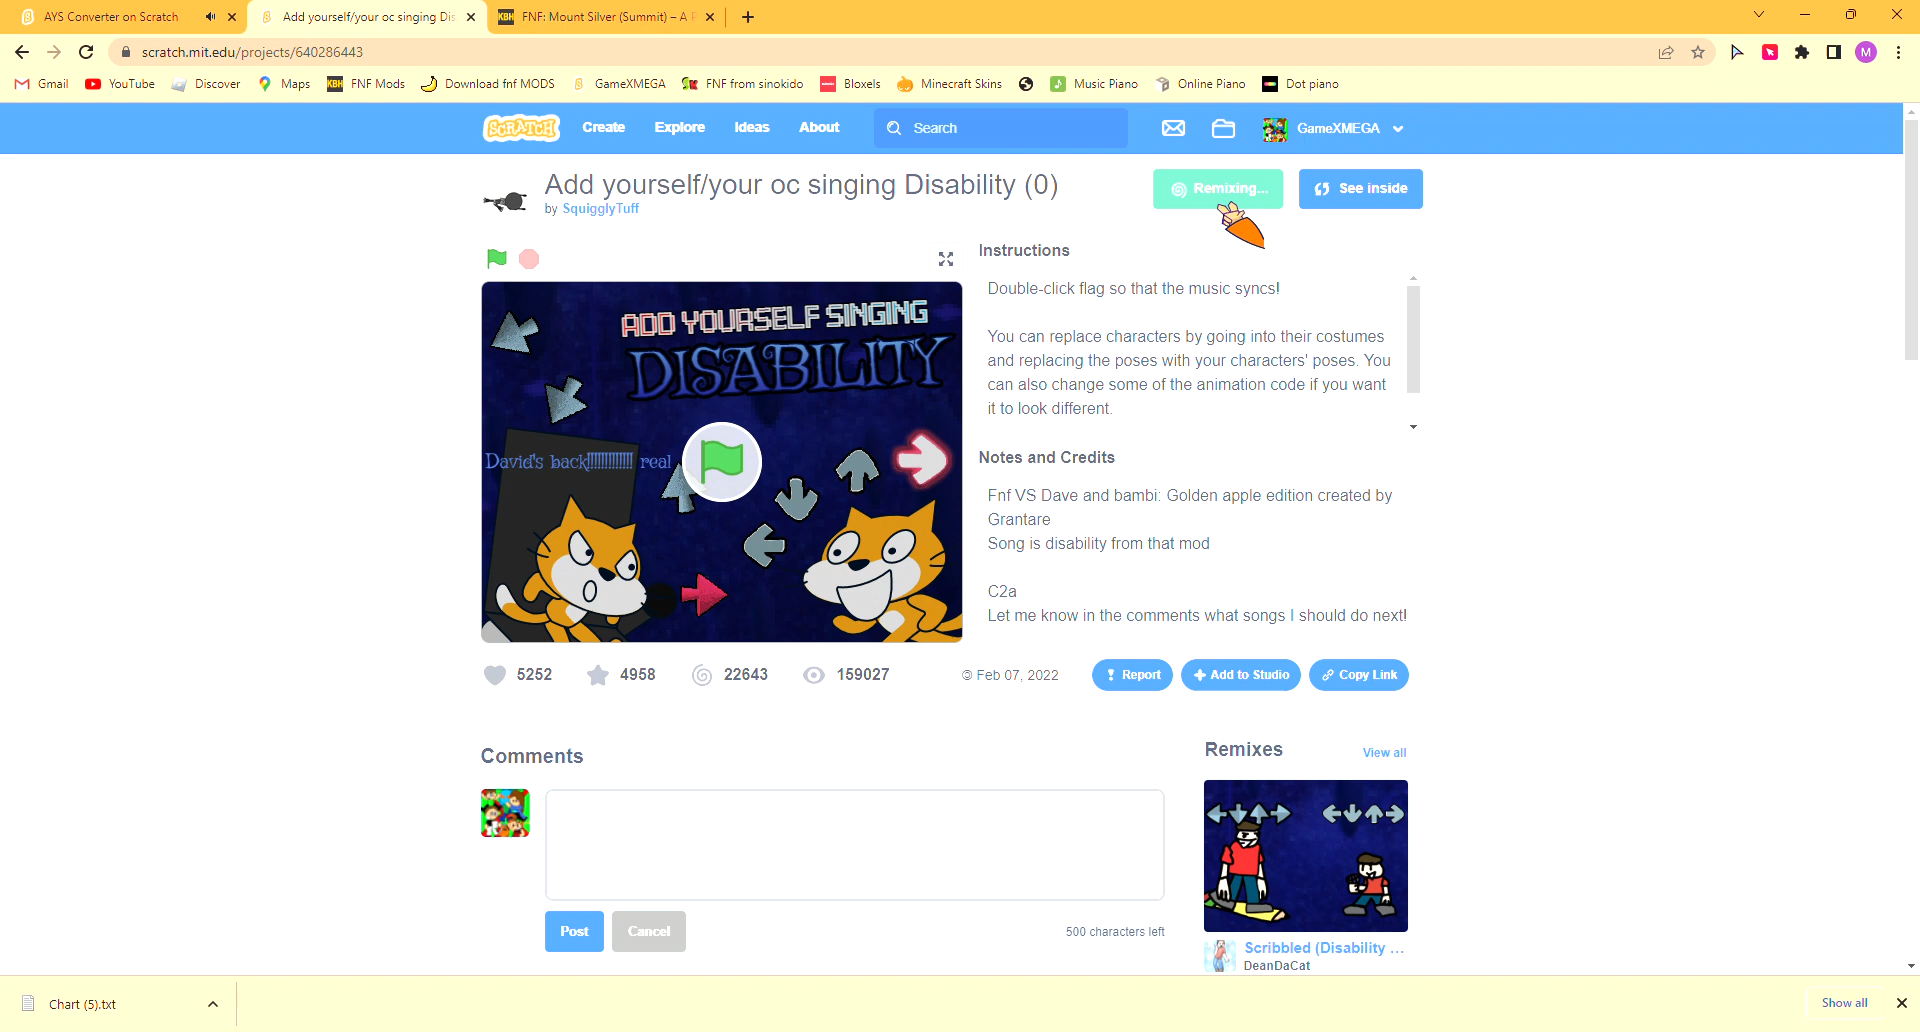 AYS Converter on Scratch
Add yourself/your oc singing Dis
FNF: Mount Silver (Summit) – A F
scratch.mit.edu/projects/640286443
M
Gmail
YouTube
Discover
Maps
KBH FNF Mods
Download fnf MODS
GameXMEGA
FNF from sinokido
Bloxels
Minecraft Skins
Music Piano
Online Piano
Dot piano
SCRATCH
Create
Explore
Ideas
About
Search
GameXMEGA
Add yourself/your oc singing Disability (0)
by SquigglyTuff
Remixing...
See inside
ADD YOURSELF SINGING
DISABILITY
David's back!!!!!!!!!!!!! real
Instructions
Double-click flag so that the music syncs!
You can replace characters by going into their costumes
and replacing the poses with your characters' poses. You
can also change some of the animation code if you want
it to look different.
Notes and Credits
Fnf VS Dave and bambi: Golden apple edition created by
Grantare
Song is disability from that mod
C2a
Let me know in the comments what songs I should do next!
5252
4958
22643
159027
© Feb 07, 2022
Report
Add to Studio
Copy Link
Comments
Post
Cancel
500 characters left
Remixes
View all
Scribbled (Disability ...
DeanDaCat
Chart (5).txt
Show all